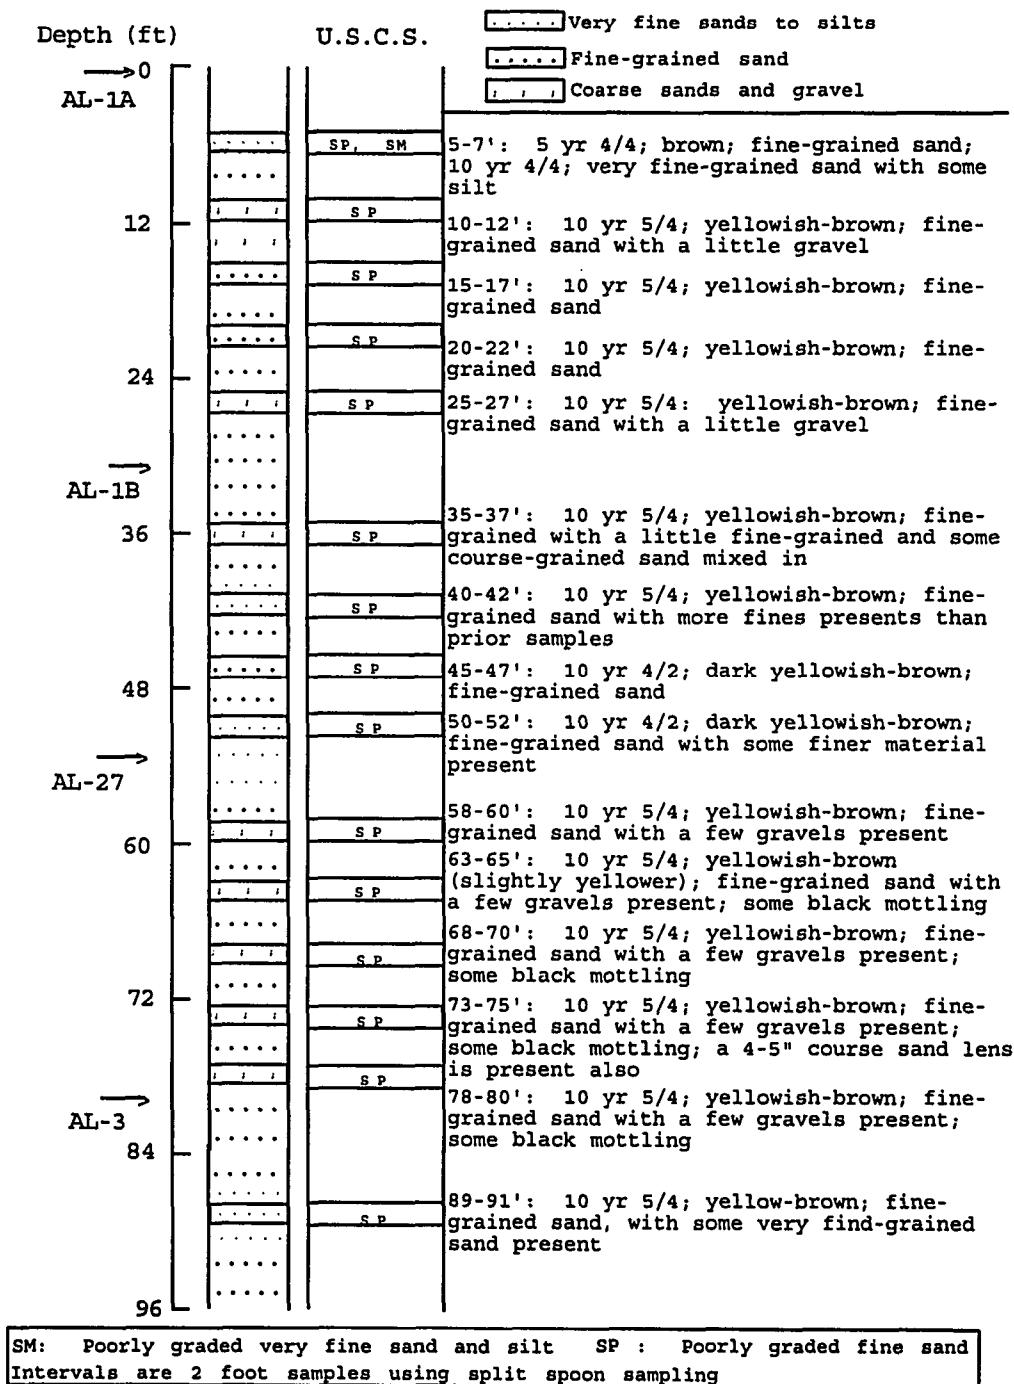 Very fine sands to silts
Depth (ft)
U.S.C.S.
Fine-grained sand
Coarse sands and gravel
0
AL-1A
SP, SM
5-7': 5 yr 4/4; brown; fine-grained sand;
10 yr 4/4; very fine-grained sand with some
silt
SP
12
10-12': 10 yr 5/4; yellowish-brown; fine-
grained sand with a little gravel
SP
15-17': 10 yr 5/4; yellowish-brown; fine-
grained sand
SP
20-22': 10 yr 5/4; yellowish-brown; fine-
grained sand
24
SP
25-27': 10 yr 5/4: yellowish-brown; fine-
grained sand with a little gravel
AL-1B
36
SP
35-37': 10 yr 5/4; yellowish-brown; fine-
grained with a little fine-grained and some
course-grained sand mixed in
SP
40-42': 10 yr 5/4; yellowish-brown; fine-
grained sand with more fines presents than
prior samples
SP
45-47': 10 yr 4/2; dark yellowish-brown;
fine-grained sand
48
SP
50-52': 10 yr 4/2; dark yellowish-brown;
fine-grained sand with some finer material
present
AL-27
SP
58-60': 10 yr 5/4; yellowish-brown; fine-
grained sand with a few gravels present
60
SP
63-65': 10 yr 5/4; yellowish-brown
(slightly yellower); fine-grained sand with
a few gravels present; some black mottling
SP
68-70': 10 yr 5/4; yellowish-brown; fine-
grained sand with a few gravels present;
some black mottling
72
SP
73-75': 10 yr 5/4; yellowish-brown; fine-
grained sand with a few gravels present;
some black mottling; a 4-5" course sand lens
is present also
SP
78-80': 10 yr 5/4; yellowish-brown; fine-
grained sand with a few gravels present;
some black mottling
AL-3
84
SP
89-91': 10 yr 5/4; yellow-brown; fine-
grained sand, with some very find-grained
sand present
96
SM: Poorly graded very fine sand and silt SP : Poorly graded fine sand
Intervals are 2 foot samples using split spoon sampling